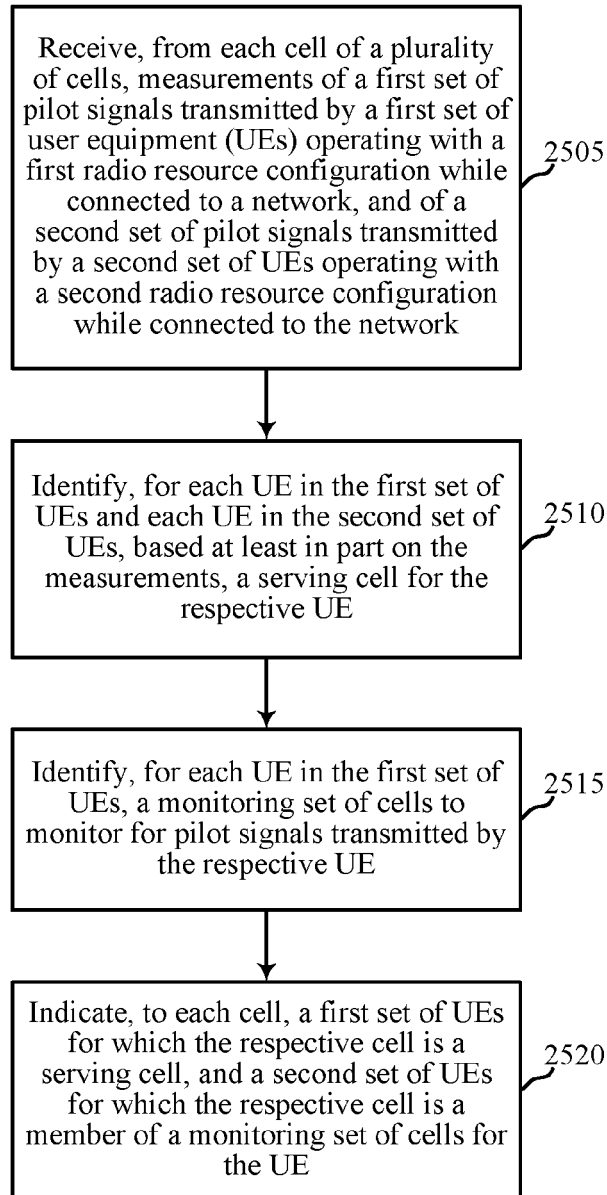 Receive, from each cell of a plurality
of cells, measurements of a first set of
pilot signals transmitted by a first set of
user equipment (UEs) operating with a
first radio resource configuration while
connected to a network, and of a
second set of pilot signals transmitted
by a second set of UEs operating with
a second radio resource configuration
while connected to the network
2505
Identify, for each UE in the first set of
UEs and each UE in the second set of
UEs, based at least in part on the
measurements, a serving cell for the
respective UE
2510
Identify, for each UE in the first set of
UEs, a monitoring set of cells to
monitor for pilot signals transmitted by
the respective UE
2515
Indicate, to each cell, a first set of UEs
for which the respective cell is a
serving cell, and a second set of UEs
for which the respective cell is a
member of a monitoring set of cells for
the UE
2520